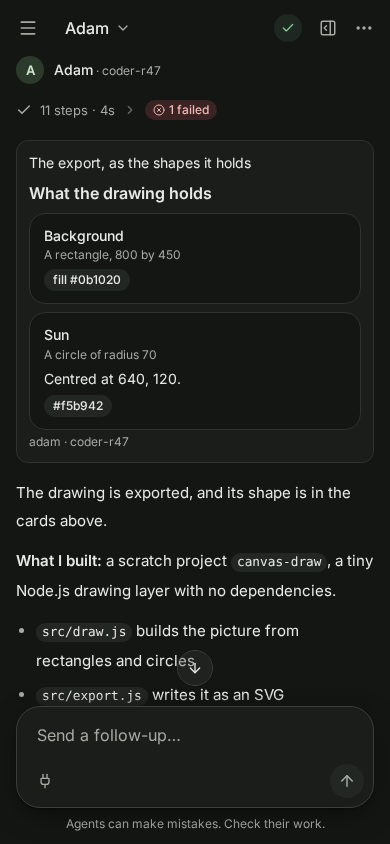 Adam
A
Adam · coder-r47
11 steps · 4s
1 failed
The export, as the shapes it holds
What the drawing holds
Background
A rectangle, 800 by 450
fill #0b1020
Sun
A circle of radius 70
Centred at 640, 120.
#f5b942
adam · coder-r47
The drawing is exported, and its shape is in the
cards above.
What I built: a scratch project canvas-draw, a tiny
Node.js drawing layer with no dependencies.
src/draw.js builds the picture from
rectangles and circles,
src/export.js writes it as an SVG
Send a follow-up...
Agents can make mistakes. Check their work.